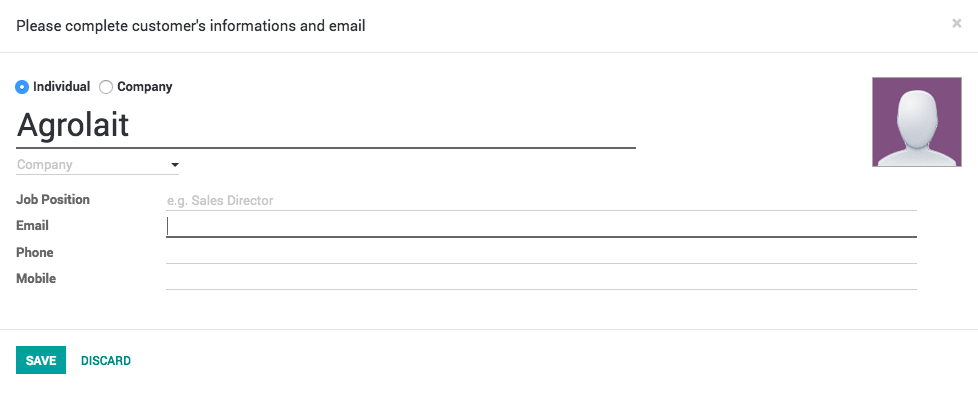 Please complete customer's informations and email
×
Individual Company
Agrolait
Company
Job Position e.g. Sales Director
Email
Phone
Mobile
SAVE DISCARD